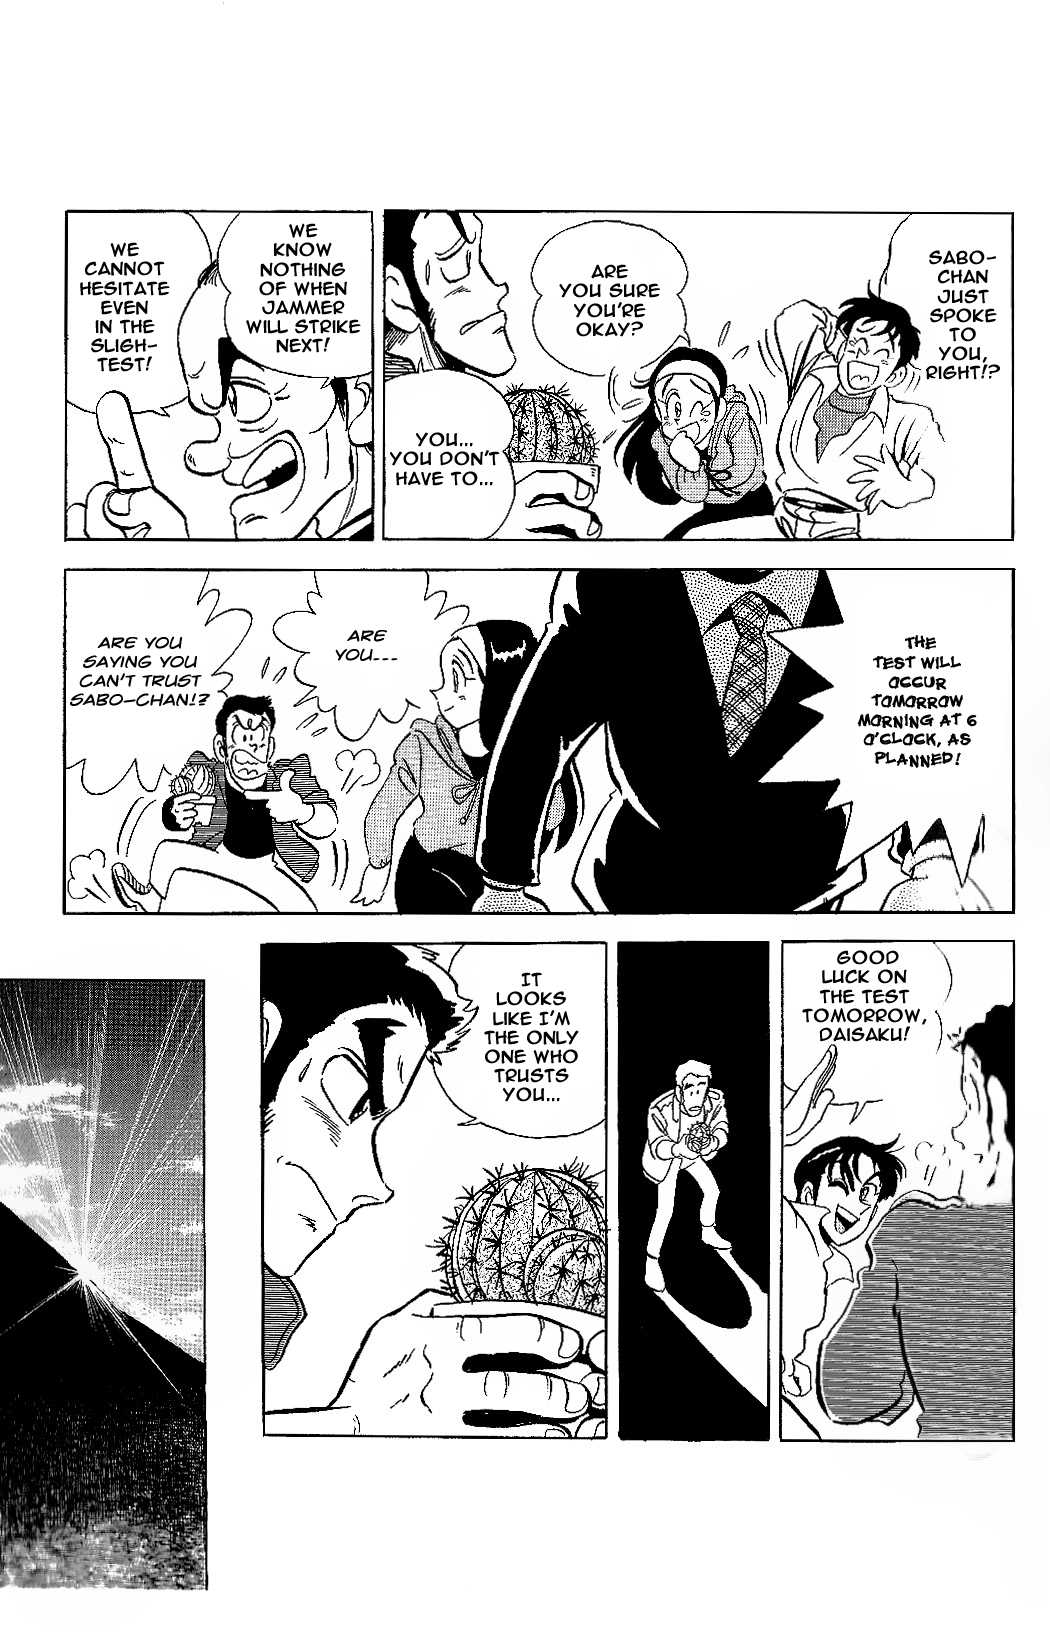 SABO-
CHAN
JUST
SPOKE
TO
YOU,
RIGHT!?
ARE
YOU SURE
YOU'RE
OKAY?
YOU...
YOU DON'T
HAVE TO...
WE
KNOW
NOTHING
OF WHEN
JAMMER
WILL STRIKE
NEXT!
WE
CANNOT
HESITATE
EVEN
IN THE
SLIGH-
TEST!
THE
TEST WILL
OCCUR
TOMORROW
MORNING AT 6
O'CLOCK, AS
PLANNED!
ARE
YOU---
ARE YOU
SAYING YOU
CAN'T TRUST
SABO-CHAN!?
GOOD
LUCK ON
THE TEST
TOMORROW,
DAISAKU!
IT
LOOKS
LIKE I'M
THE ONLY
ONE WHO
TRUSTS
YOU...